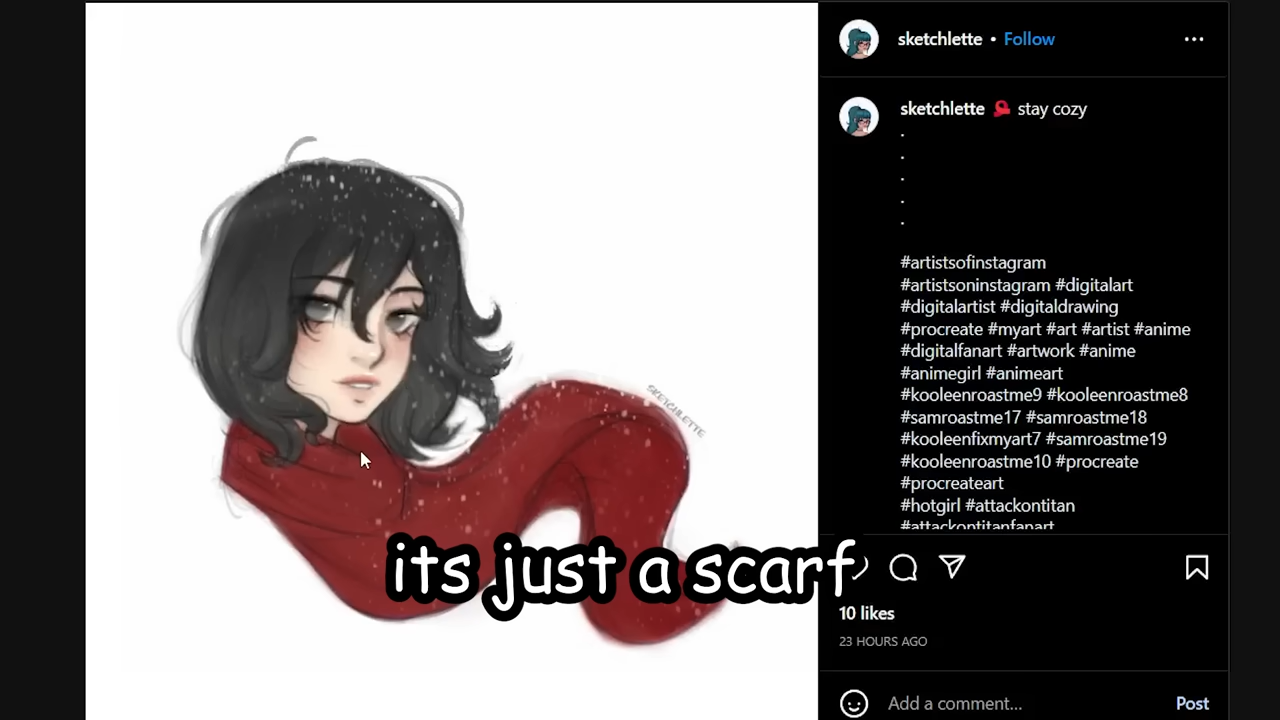 sketchlette • Follow
sketchlette stay cozy
.
.
.
.
.
#artistsofinstagram
#artistsoninstagram #digitalart
#digitalartist #digitaldrawing
#procreate #myart #art #artist #anime
#digitalfanart #artwork #anime
#animegirl #animeart
#kooleenroastme9 #kooleenroastme8
#samroastme17 #samroastme18
#kooleenfixmyart7 #samroastme19
#kooleenroastme10 #procreate
#procreateart
#hotgirl #attackontitan
#attackontitanfanart
SKETCHLETTE
its just a scarf
10 likes
23 HOURS AGO
Add a comment... Post